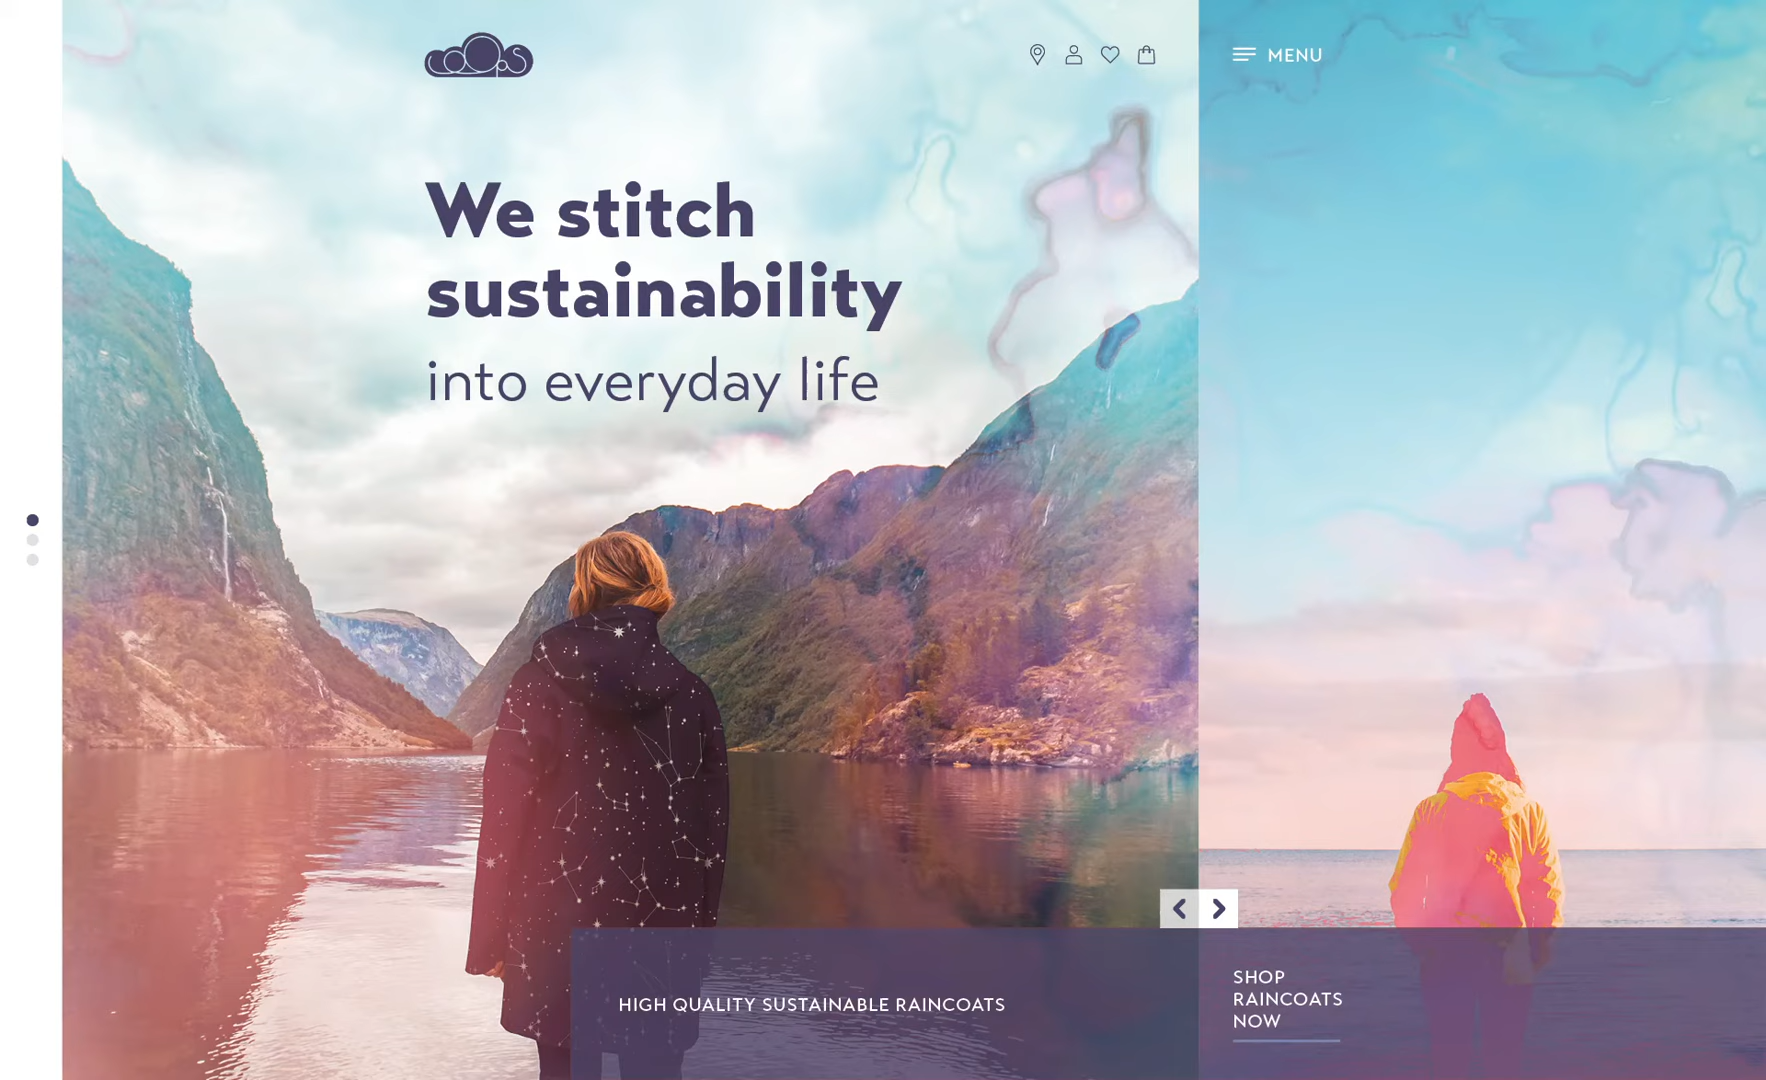 MENU
We stitch
sustainability
into everyday life
HIGH QUALITY SUSTAINABLE RAINCOATS
SHOP
RAINCOATS
NOW